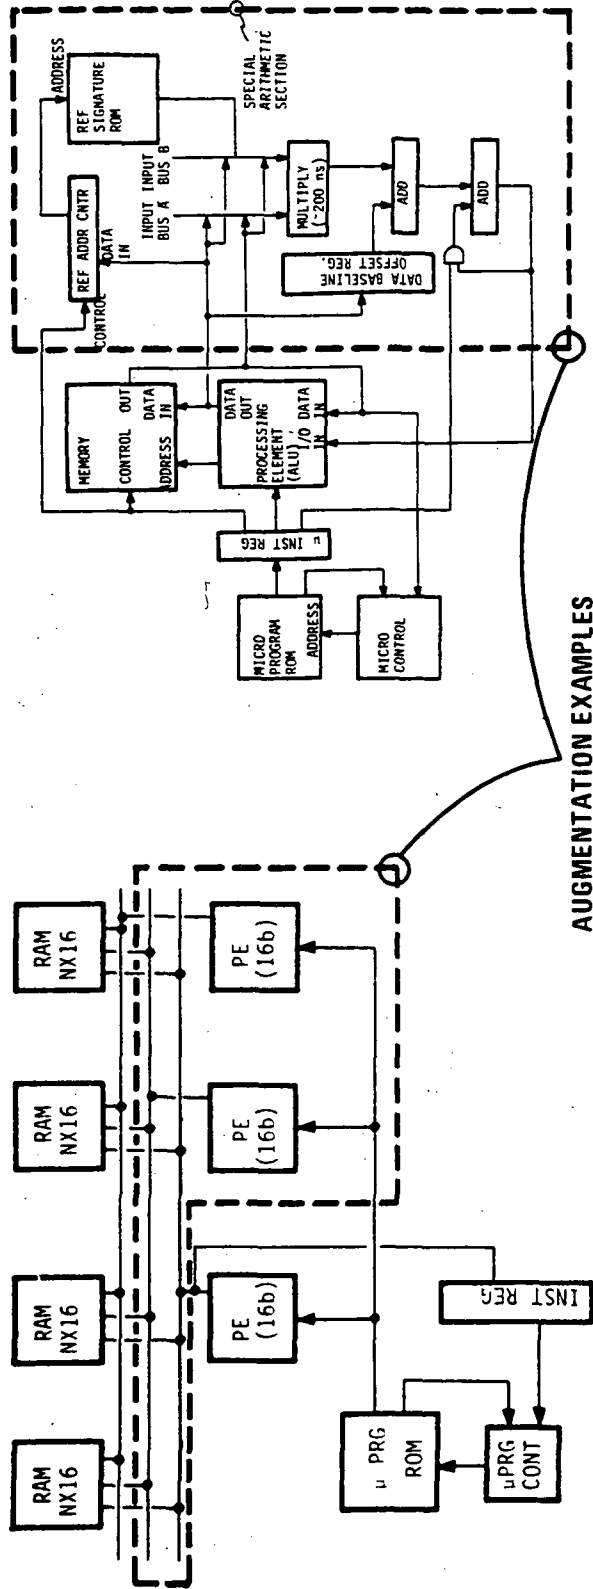 RAM
NX16
RAM
NX16
RAM
NX16
RAM
NX16
PE
(16b)
PE
(16b)
PE
(16b)
μ PRG
ROM
μPRG
CONT
INST REG
AUGMENTATION EXAMPLES
MICRO
PROGRAM
ROM
ADDRESS
MICRO
CONTROL
μ INST REG
MEMORY
CONTROL OUT
DATA
ADDRESS IN
DATA
OUT
PROCESSING
ELEMENT
(ALU)
I/O DATA
IN IN
CONTROL
REF ADDR CNTR
DATA
IN
ADDRESS
REF
SIGNATURE
ROM
INPUT INPUT
BUS A BUS B
MULTIPLY
(~200 ns)
DATA BASELINE
OFFSET REG.
ADD
ADD
SPECIAL
ARITHMETIC
SECTION